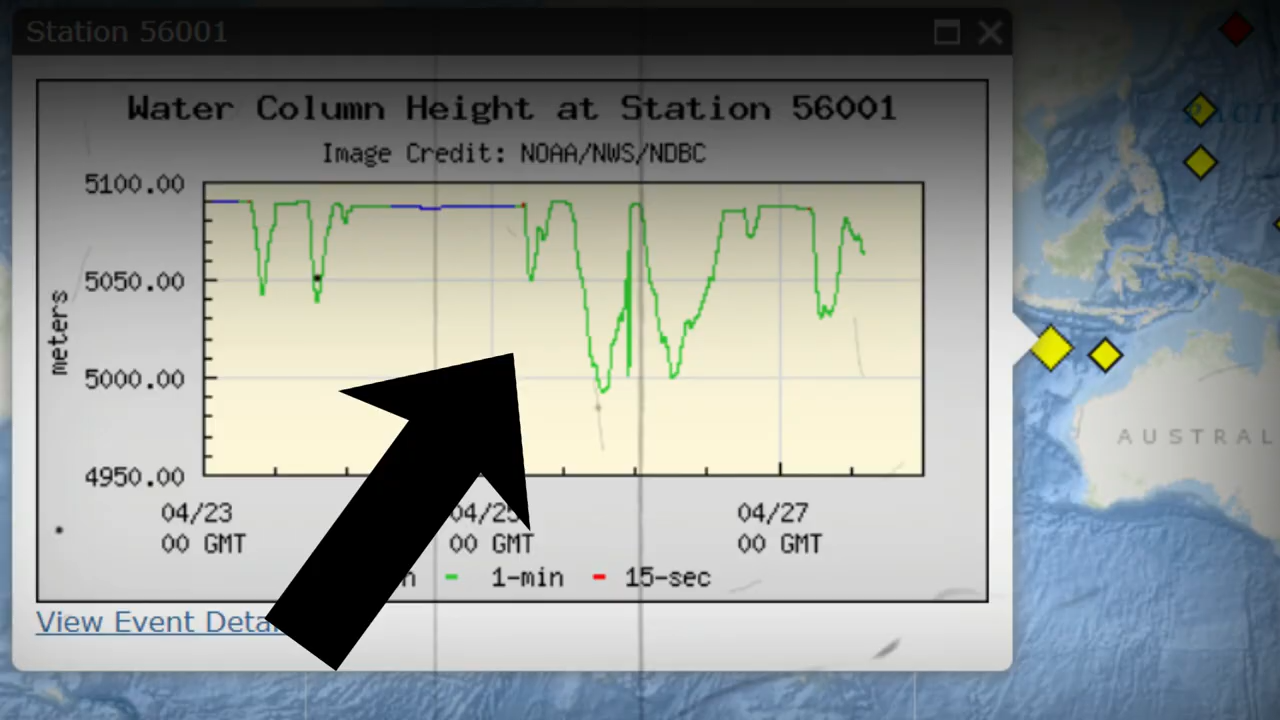 Station 56001
Water Column Height at Station 56001
Image Credit: NOAA/NWS/NDBC
5100.00
5050.00
5000.00
4950.00
meters
04/23
00 GMT
04/25
00 GMT
04/27
00 GMT
1-min
15-sec
View Event
AUSTRAL